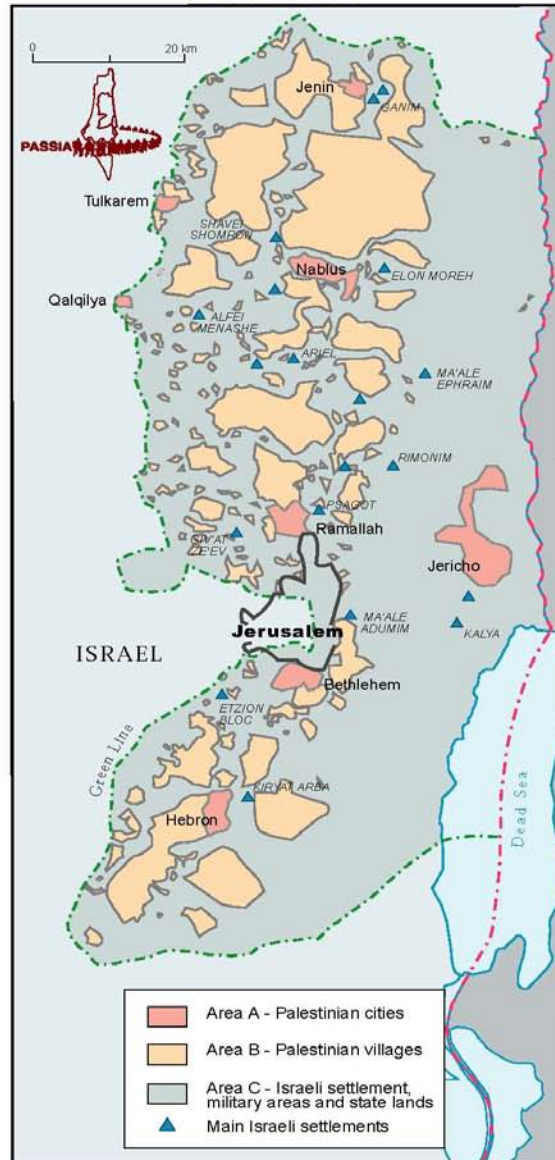 0 20 km
PASSIA
Jenin
GANIM
Tulkarem
SHAVEI
SHOMRON
Nablus
ELON MOREH
Qalqilya
ALFEI
MENASHE
ARIEL
MA'ALE
EPHRAIM
RIMONIM
PSAGOT
Ramallah
GIV'AT
ZE'EV
Jericho
Jerusalem
MA'ALE
ADUMIM
KALYA
ISRAEL
Bethlehem
ETZION
BLOC
Green Line
Dead Sea
KIRYAT ARBA
Hebron
Area A - Palestinian cities
Area B - Palestinian villages
Area C - Israeli settlement,
military areas and state lands
Main Israeli settlements